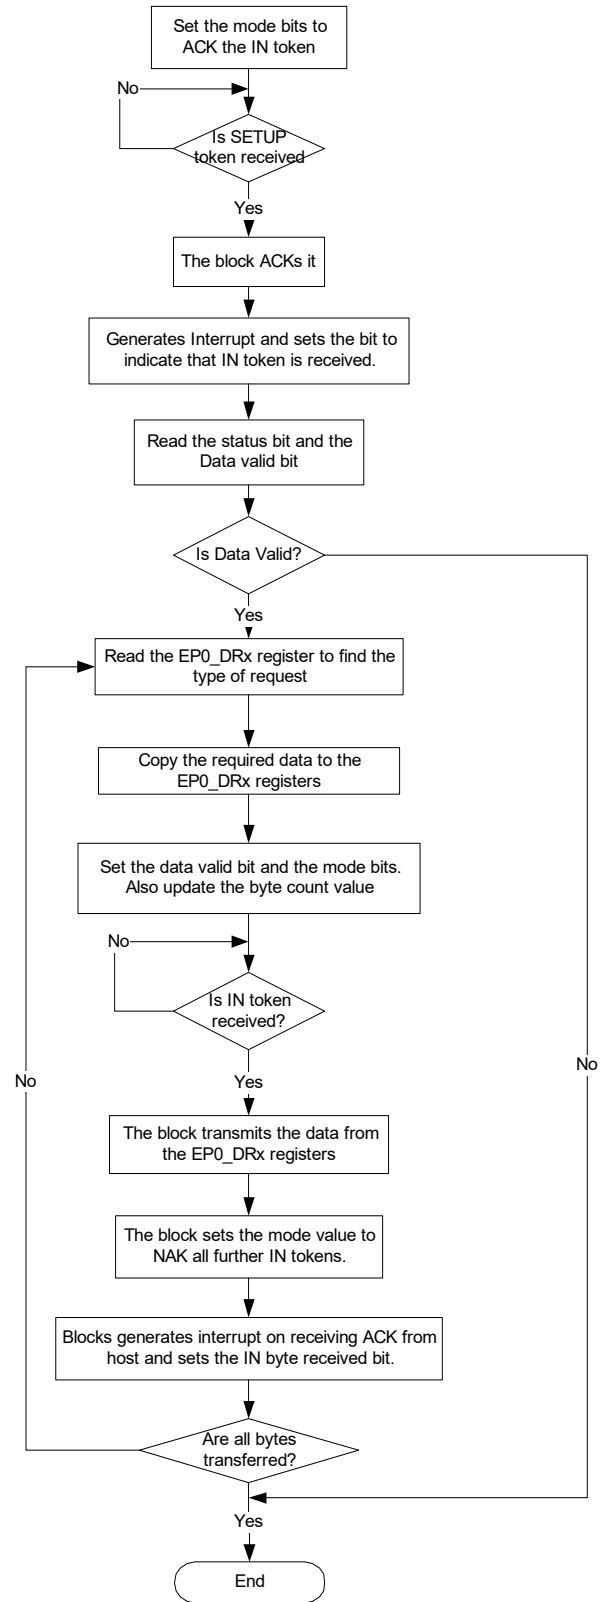 Set the mode bits to
ACK the IN token
No
Is SETUP
token received
Yes
The block ACKs it
Generates Interrupt and sets the bit to
indicate that IN token is received.
Read the status bit and the
Data valid bit
Is Data Valid?
Yes
Read the EP0_DRx register to find the
type of request
Copy the required data to the
EP0_DRx registers
Set the data valid bit and the mode bits.
Also update the byte count value
No
Is IN token
received?
No
Yes
No
The block transmits the data from
the EP0_DRx registers
The block sets the mode value to
NAK all further IN tokens.
Blocks generates interrupt on receiving ACK from
host and sets the IN byte received bit.
Are all bytes
transferred?
Yes
End